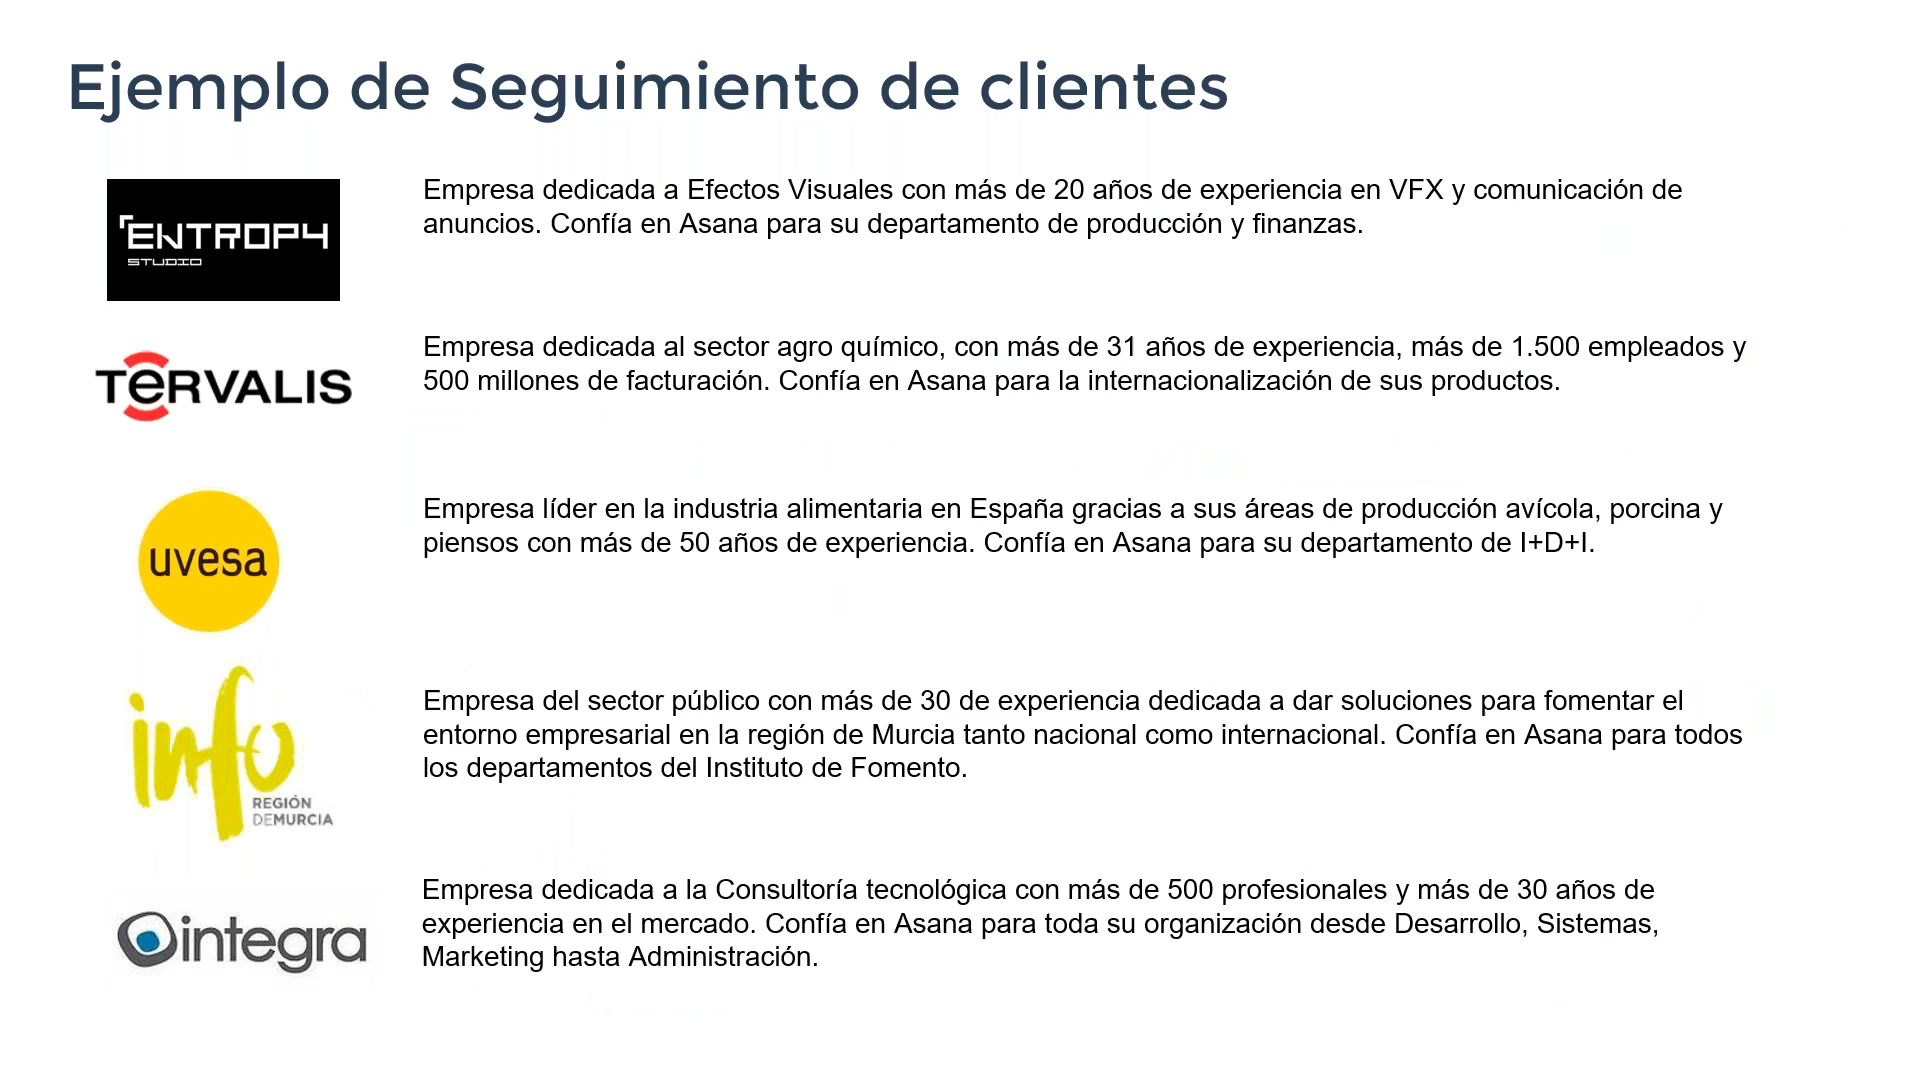 Ejemplo de Seguimiento de clientes
ENTROPY
STUDIO
Empresa dedicada a Efectos Visuales con más de 20 años de experiencia en VFX y comunicación de
anuncios. Confía en Asana para su departamento de producción y finanzas.
TERVALIS
Empresa dedicada al sector agro químico, con más de 31 años de experiencia, más de 1.500 empleados y
500 millones de facturación. Confía en Asana para la internacionalización de sus productos.
uvesa
Empresa líder en la industria alimentaria en España gracias a sus áreas de producción avícola, porcina y
piensos con más de 50 años de experiencia. Confía en Asana para su departamento de I+D+I.
info
REGIÓN
DEMURCIA
Empresa del sector público con más de 30 de experiencia dedicada a dar soluciones para fomentar el
entorno empresarial en la región de Murcia tanto nacional como internacional. Confía en Asana para todos
los departamentos del Instituto de Fomento.
integra
Empresa dedicada a la Consultoría tecnológica con más de 500 profesionales y más de 30 años de
experiencia en el mercado. Confía en Asana para toda su organización desde Desarrollo, Sistemas,
Marketing hasta Administración.